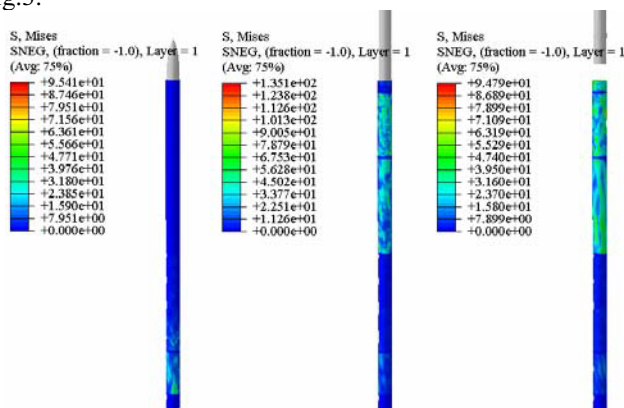 g.5.
S, Mises
SNEG, (fraction = -1.0), Layer = 1
(Avg: 75%)
+9.541e+01
+8.746e+01
+7.951e+01
+7.156e+01
+6.361e+01
+5.566e+01
+4.771e+01
+3.976e+01
+3.180e+01
+2.385e+01
+1.590e+01
+7.951e+00
+0.000e+00
S, Mises
SNEG, (fraction = -1.0), Layer = 1
(Avg: 75%)
+1.351e+02
+1.238e+02
+1.126e+02
+1.013e+02
+9.005e+01
+7.879e+01
+6.753e+01
+5.628e+01
+4.502e+01
+3.377e+01
+2.251e+01
+1.126e+01
+0.000e+00
S, Mises
SNEG, (fraction = -1.0), Layer = 1
(Avg: 75%)
+9.479e+01
+8.689e+01
+7.899e+01
+7.109e+01
+6.319e+01
+5.529e+01
+4.740e+01
+3.950e+01
+3.160e+01
+2.370e+01
+1.580e+01
+7.899e+00
+0.000e+00